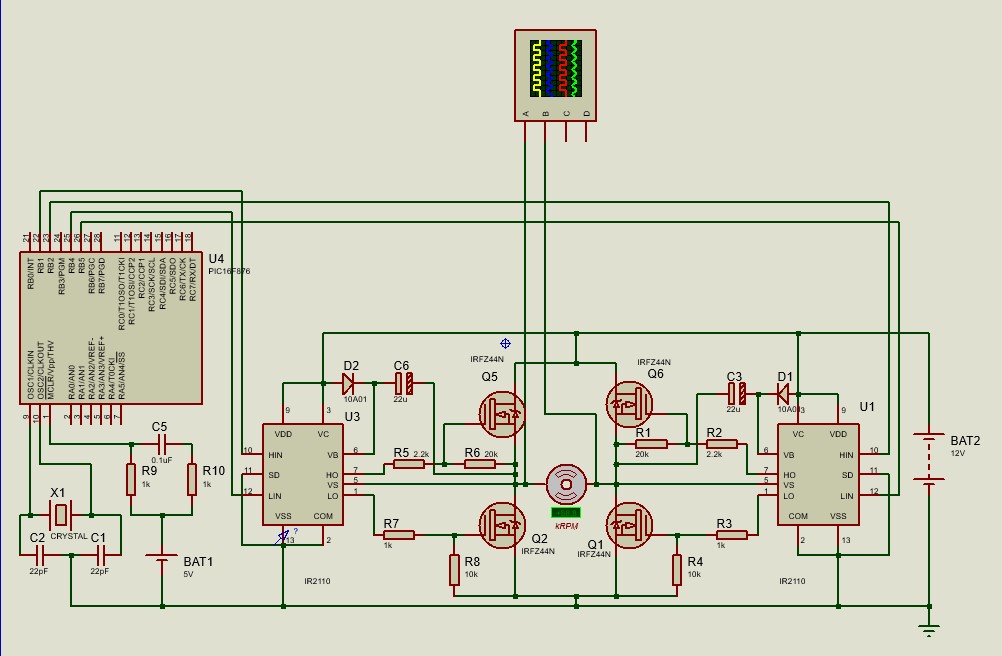 A
B
C
D
21
22
23
24
25
26
27
28
11
12
13
14
15
16
17
18
RB0/INT
RB1
RB2
RB3/PGM
RB4
RB5
RB6/PGC
RB7/PGD
RC0/T1OSO/T1CKI
RC1/T1OSI/CCP2
RC2/CCP1
RC3/SCK/SCL
RC4/SDI/SDA
RC5/SDO
RC6/TX/CK
RC7/RX/DT
U4
PIC16F876
OSC1/CLKIN
OSC2/CLKOUT
MCLR/Vpp/THV
RA0/AN0
RA1/AN1
RA2/AN2/VREF-
RA3/AN3/VREF+
RA4/T0CKI
RA5/AN4/SS
9
10
1
2
3
4
5
6
7
D2
10A01
C6
22u
IRFZ44N
Q5
IRFZ44N
Q6
C3
22u
D1
10A01
9
3
U3
3
9
U1
VDD
VC
VC
VDD
10
HIN
VB
6
6
VB
HIN
10
11
SD
HO
7
7
HO
SD
11
VS
5
5
VS
12
LIN
LO
1
1
LO
LIN
12
VSS
COM
COM
VSS
13
?
2
2
13
IR2110
IR2110
R5
2.2k
R6
20k
R1
20k
R2
2.2k
C5
0.1uF
R9
1k
R10
1k
X1
CRYSTAL
C2
22pF
C1
22pF
BAT1
5V
R7
1k
R8
10k
Q2
IRFZ44N
kRPM
Q1
IRFZ44N
R3
1k
R4
10k
BAT2
12V